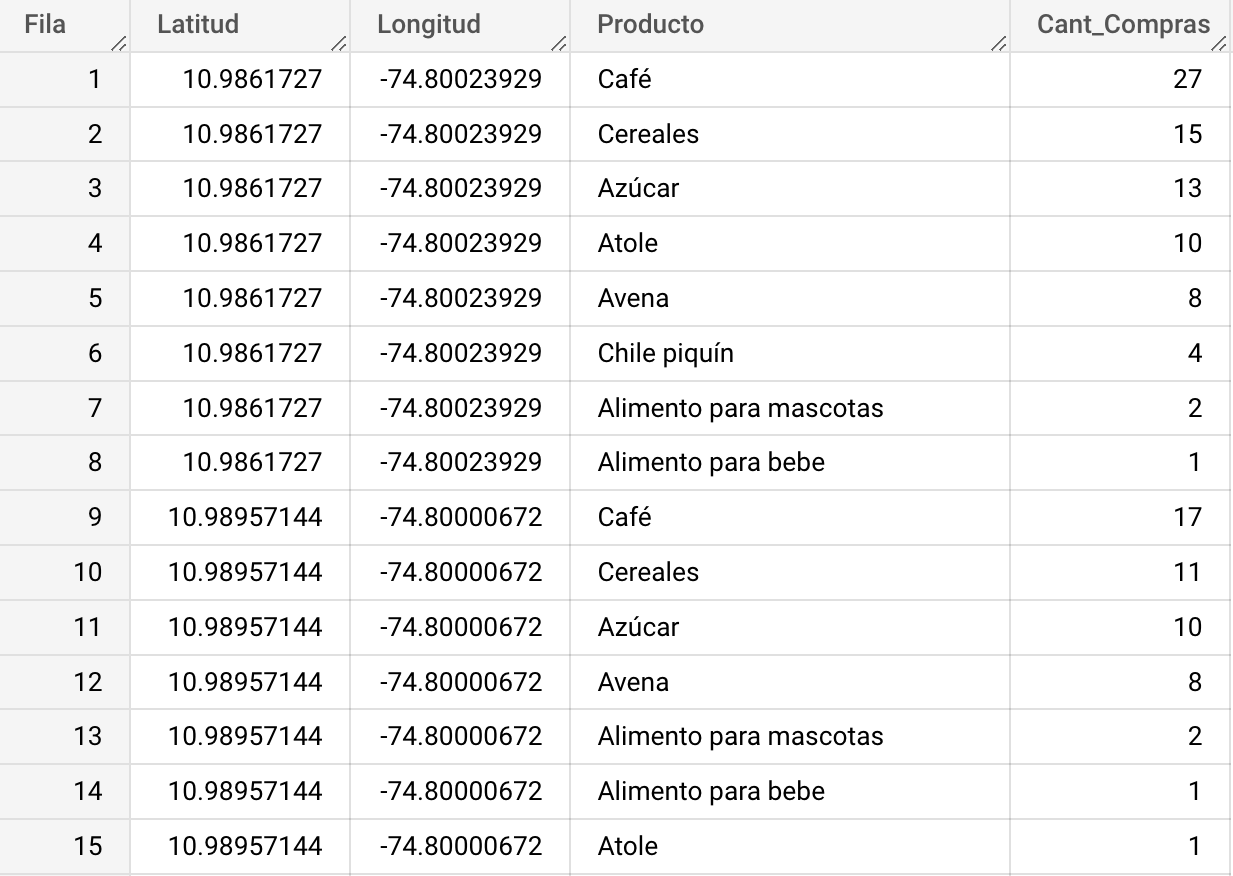 Fila Latitud Longitud Producto Cant_Compras
1 10.9861727 -74.80023929 Café 27
2 10.9861727 -74.80023929 Cereales 15
3 10.9861727 -74.80023929 Azúcar 13
4 10.9861727 -74.80023929 Atole 10
5 10.9861727 -74.80023929 Avena 8
6 10.9861727 -74.80023929 Chile piquín 4
7 10.9861727 -74.80023929 Alimento para mascotas 2
8 10.9861727 -74.80023929 Alimento para bebe 1
9 10.98957144 -74.80000672 Café 17
10 10.98957144 -74.80000672 Cereales 11
11 10.98957144 -74.80000672 Azúcar 10
12 10.98957144 -74.80000672 Avena 8
13 10.98957144 -74.80000672 Alimento para mascotas 2
14 10.98957144 -74.80000672 Alimento para bebe 1
15 10.98957144 -74.80000672 Atole 1